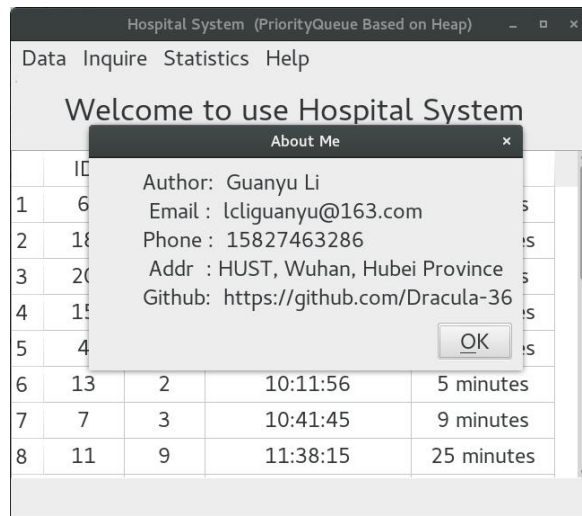 Hospital System (PriorityQueue Based on Heap)
Data Inquire Statistics Help
Welcome to use Hospital System
About Me
Author: Guanyu Li
Email : lcliguanyu@163.com
Phone : 15827463286
Addr : HUST, Wuhan, Hubei Province
Github: https://github.com/Dracula-36
OK
1
2
3
4
5
6 13 2 10:11:56 5 minutes
7 7 3 10:41:45 9 minutes
8 11 9 11:38:15 25 minutes